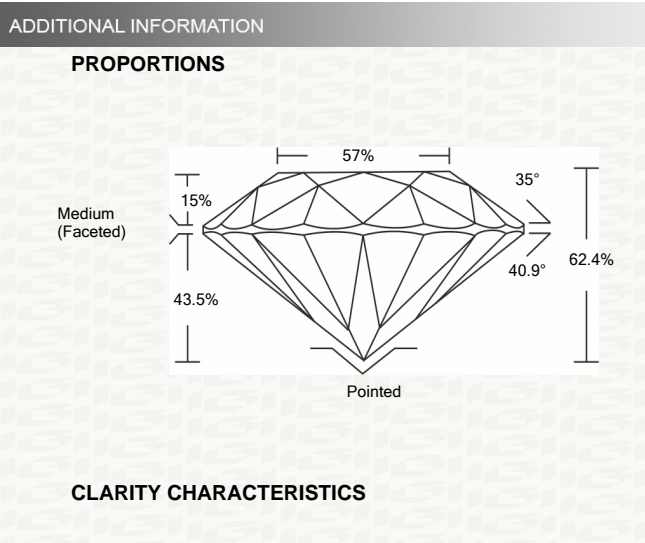 ADDITIONAL INFORMATION
PROPORTIONS
57%
35°
15%
Medium
(Faceted)
62.4%
40.9°
43.5%
Pointed
CLARITY CHARACTERISTICS